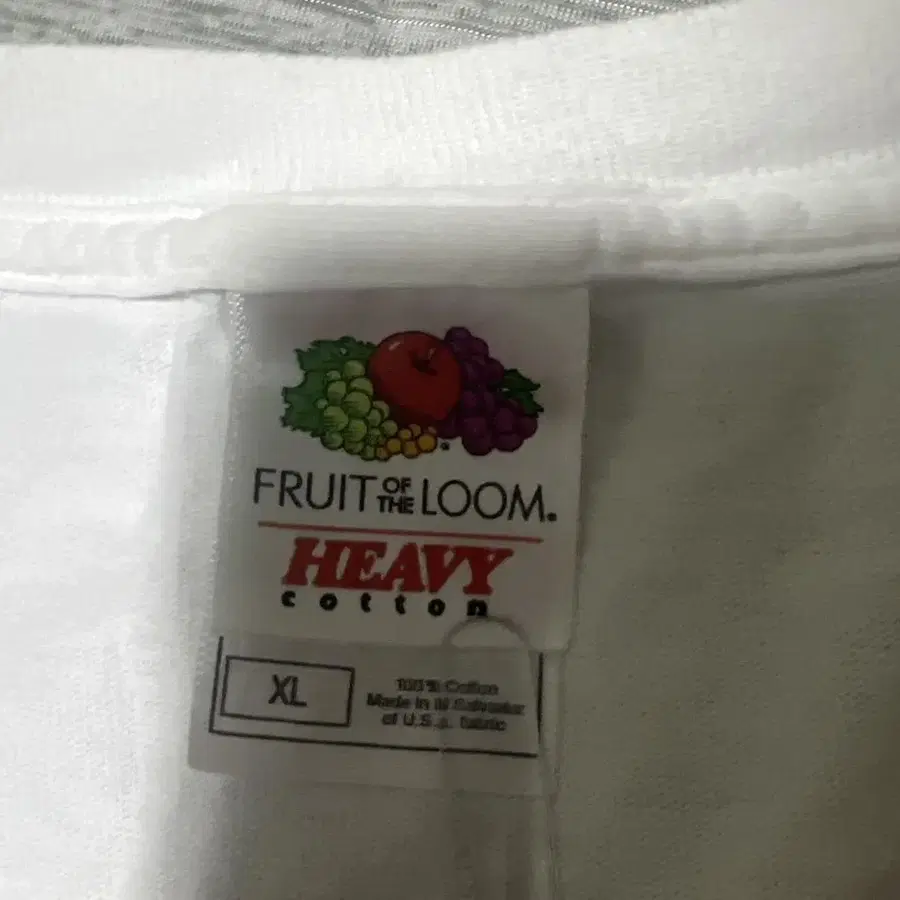 FRUIT OF THE LOOM.
HEAVY
cotton
XL
100% Cotton
Made in El Salvador
of U.S.A. fabric